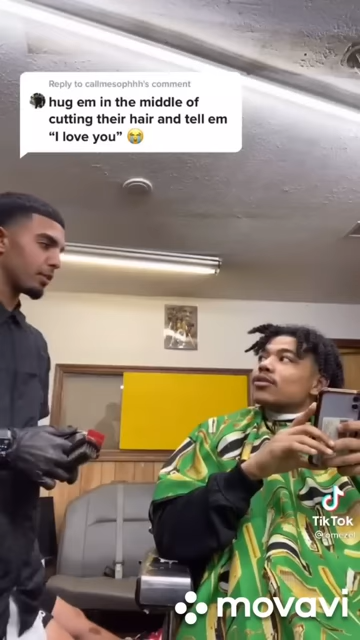 Reply to callmesophhh's comment
hug em in the middle of
cutting their hair and tell em
“I love you” 😭
TikTok
movavi